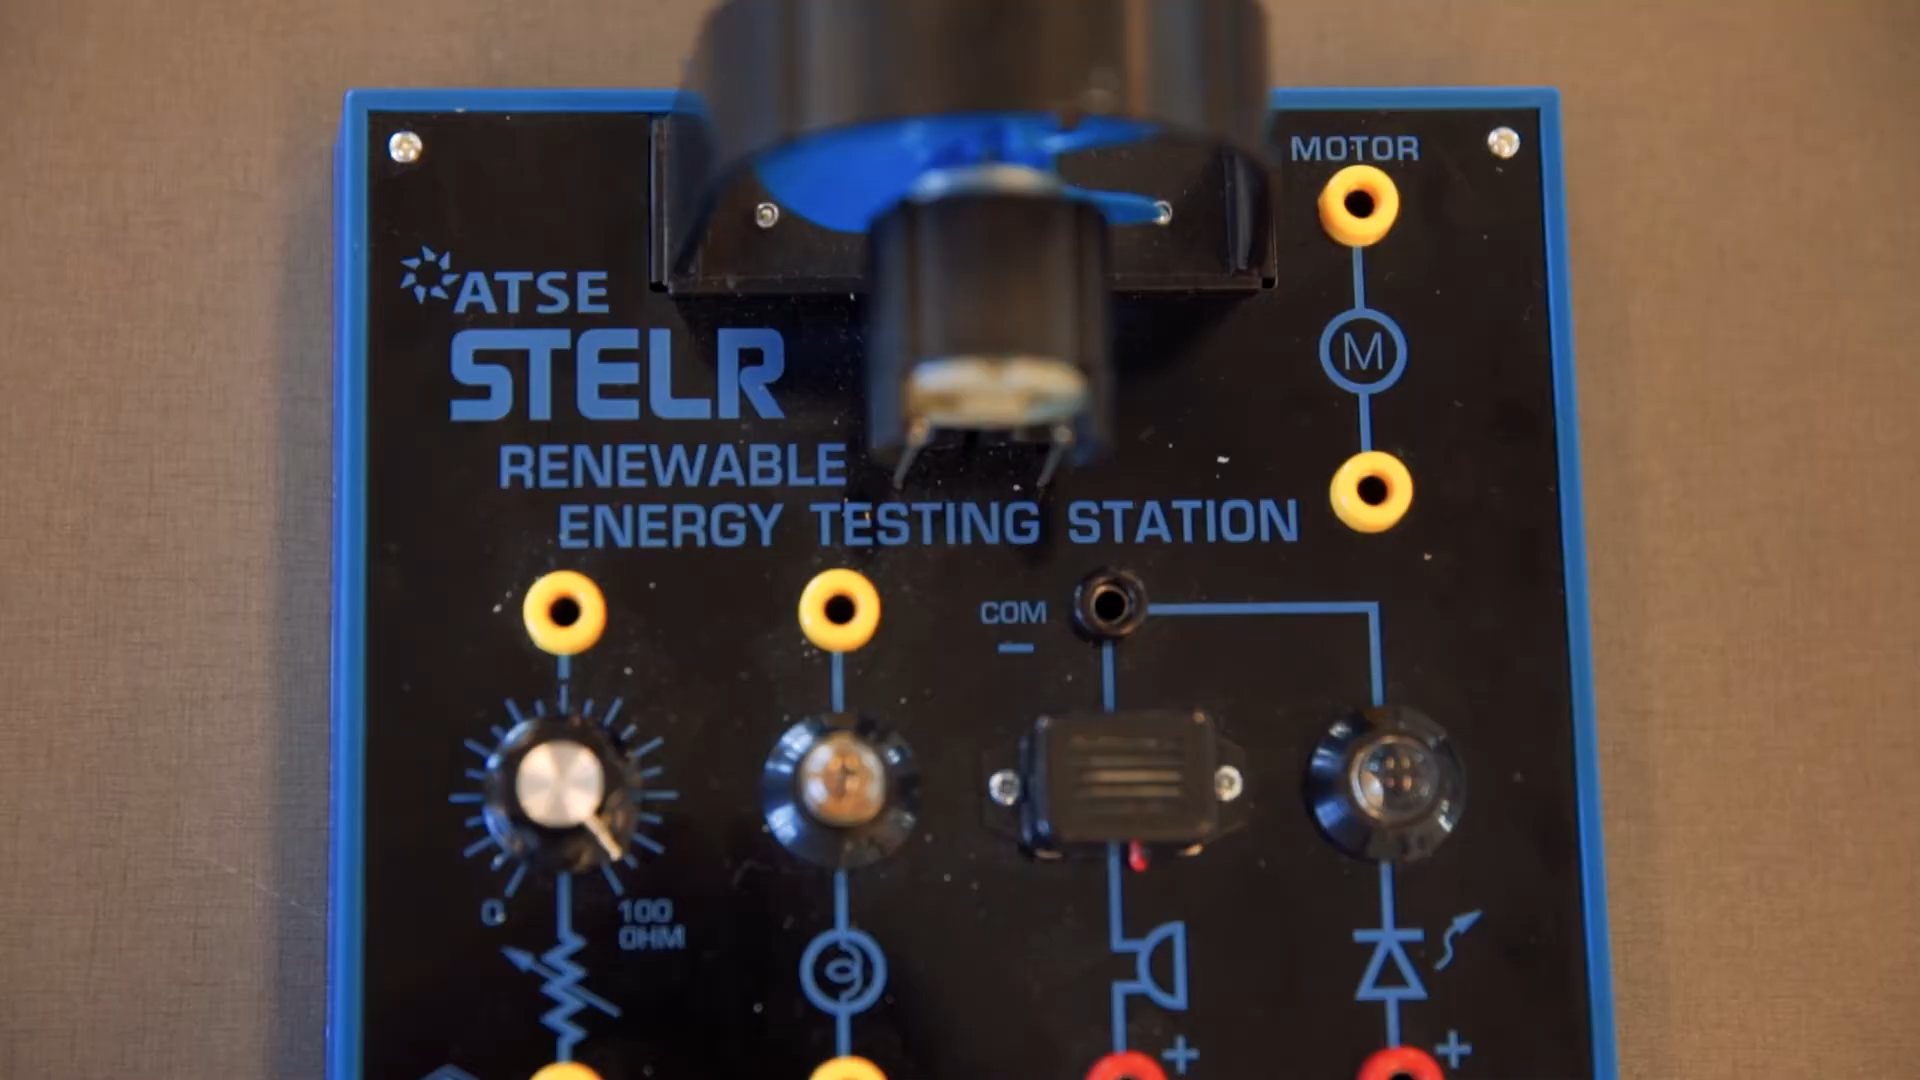 MOTOR
ATSE
STELR
M
RENEWABLE
ENERGY TESTING STATION
COM
-
0
100
OHM
+
+